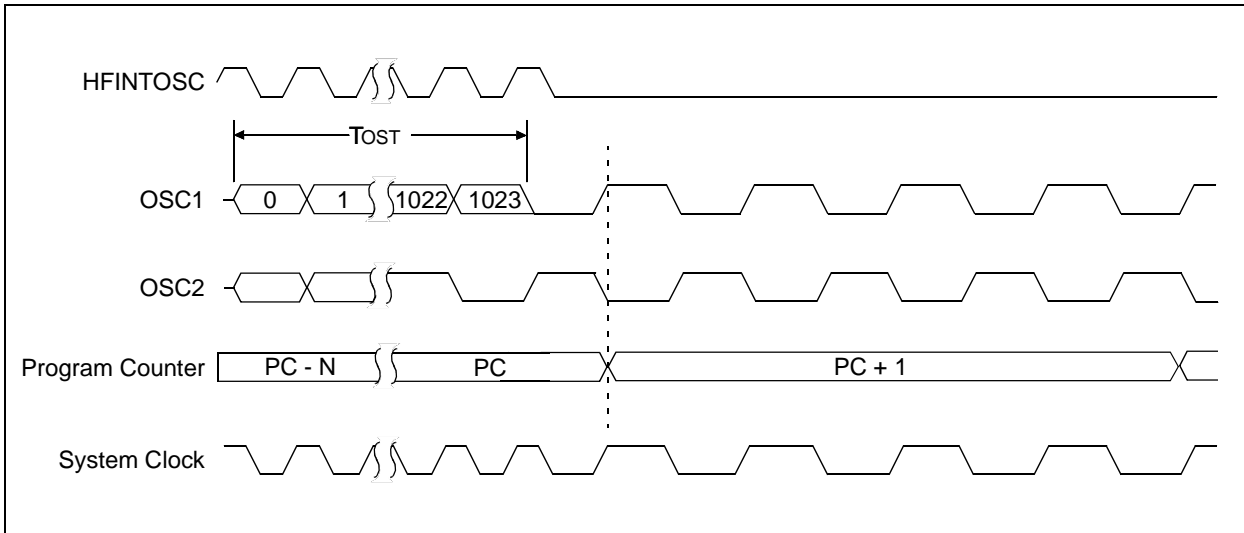 HFINTOSC
TOST
OSC1 0 1 1022 1023
OSC2
Program Counter PC - N PC PC + 1
System Clock